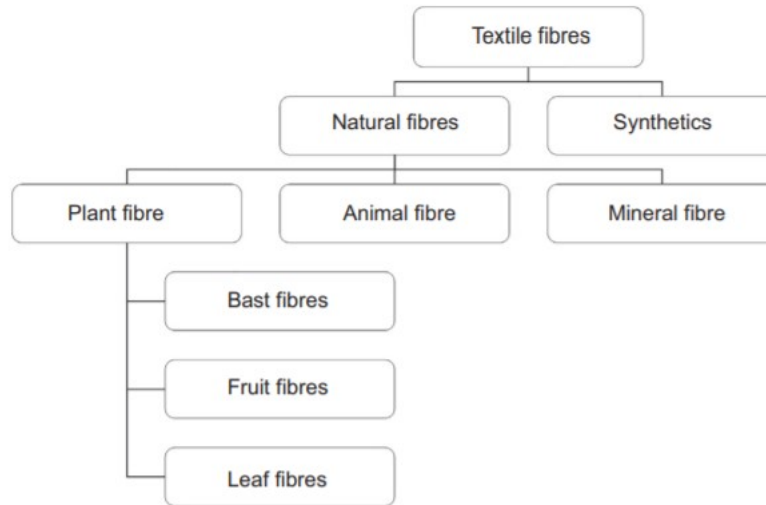 Textile fibres
Natural fibres
Synthetics
Plant fibre
Animal fibre
Mineral fibre
Bast fibres
Fruit fibres
Leaf fibres